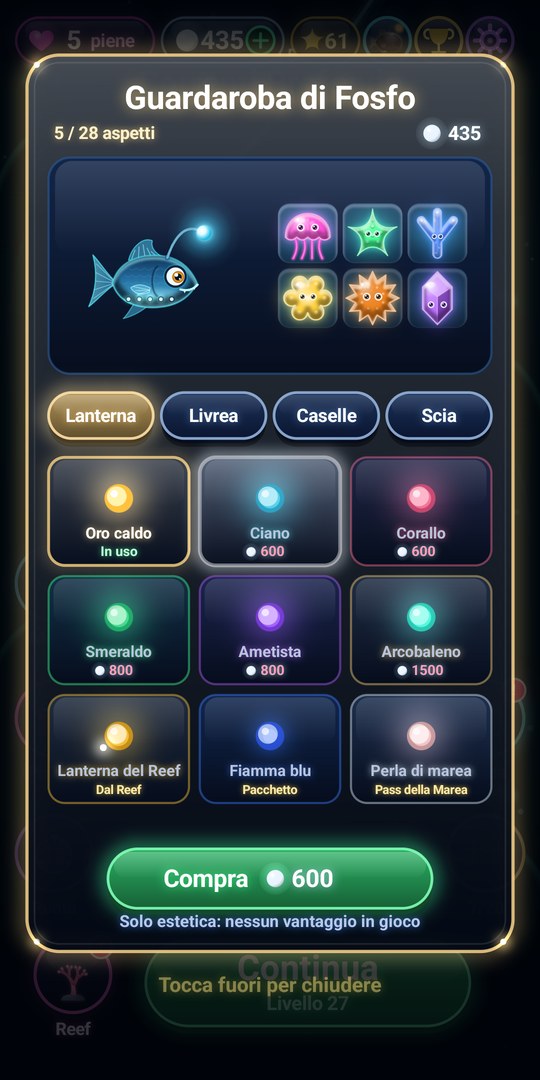 5 piene
435
61
Guardaroba di Fosfo
5 / 28 aspetti
435
Lanterna
Livrea
Caselle
Scia
Oro caldo
In uso
Ciano
600
Corallo
600
Smeraldo
800
Ametista
800
Arcobaleno
1500
Lanterna del Reef
Dal Reef
Fiamma blu
Pacchetto
Perla di marea
Pass della Marea
Compra 600
Solo estetica: nessun vantaggio in gioco
Continua
Tocca fuori per chiudere
Livello 27
Reef